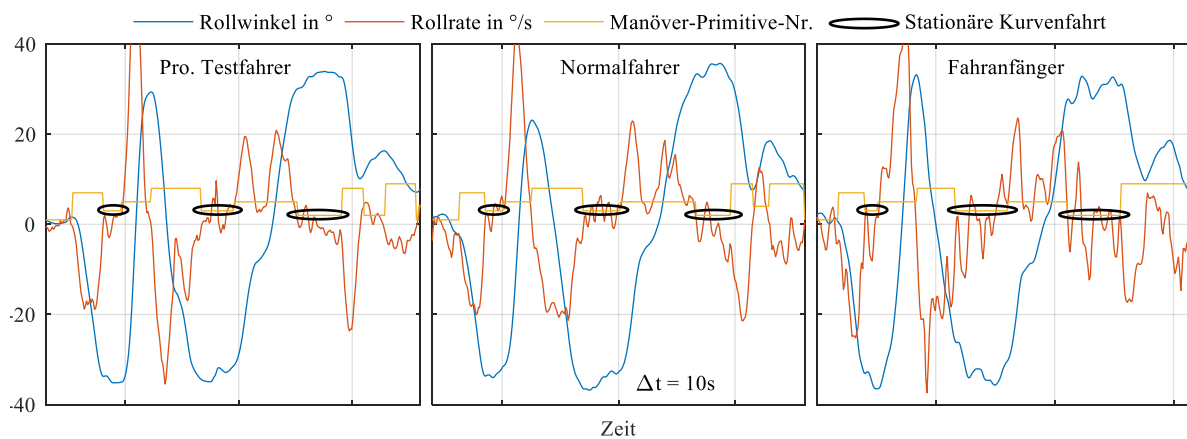 Rollwinkel in ° Rollrate in °/s Manöver-Primitive-Nr. Stationäre Kurvenfahrt
40
20
0
-20
-40
Pro. Testfahrer
Normalfahrer
Fahranfänger
Δt = 10s
Zeit